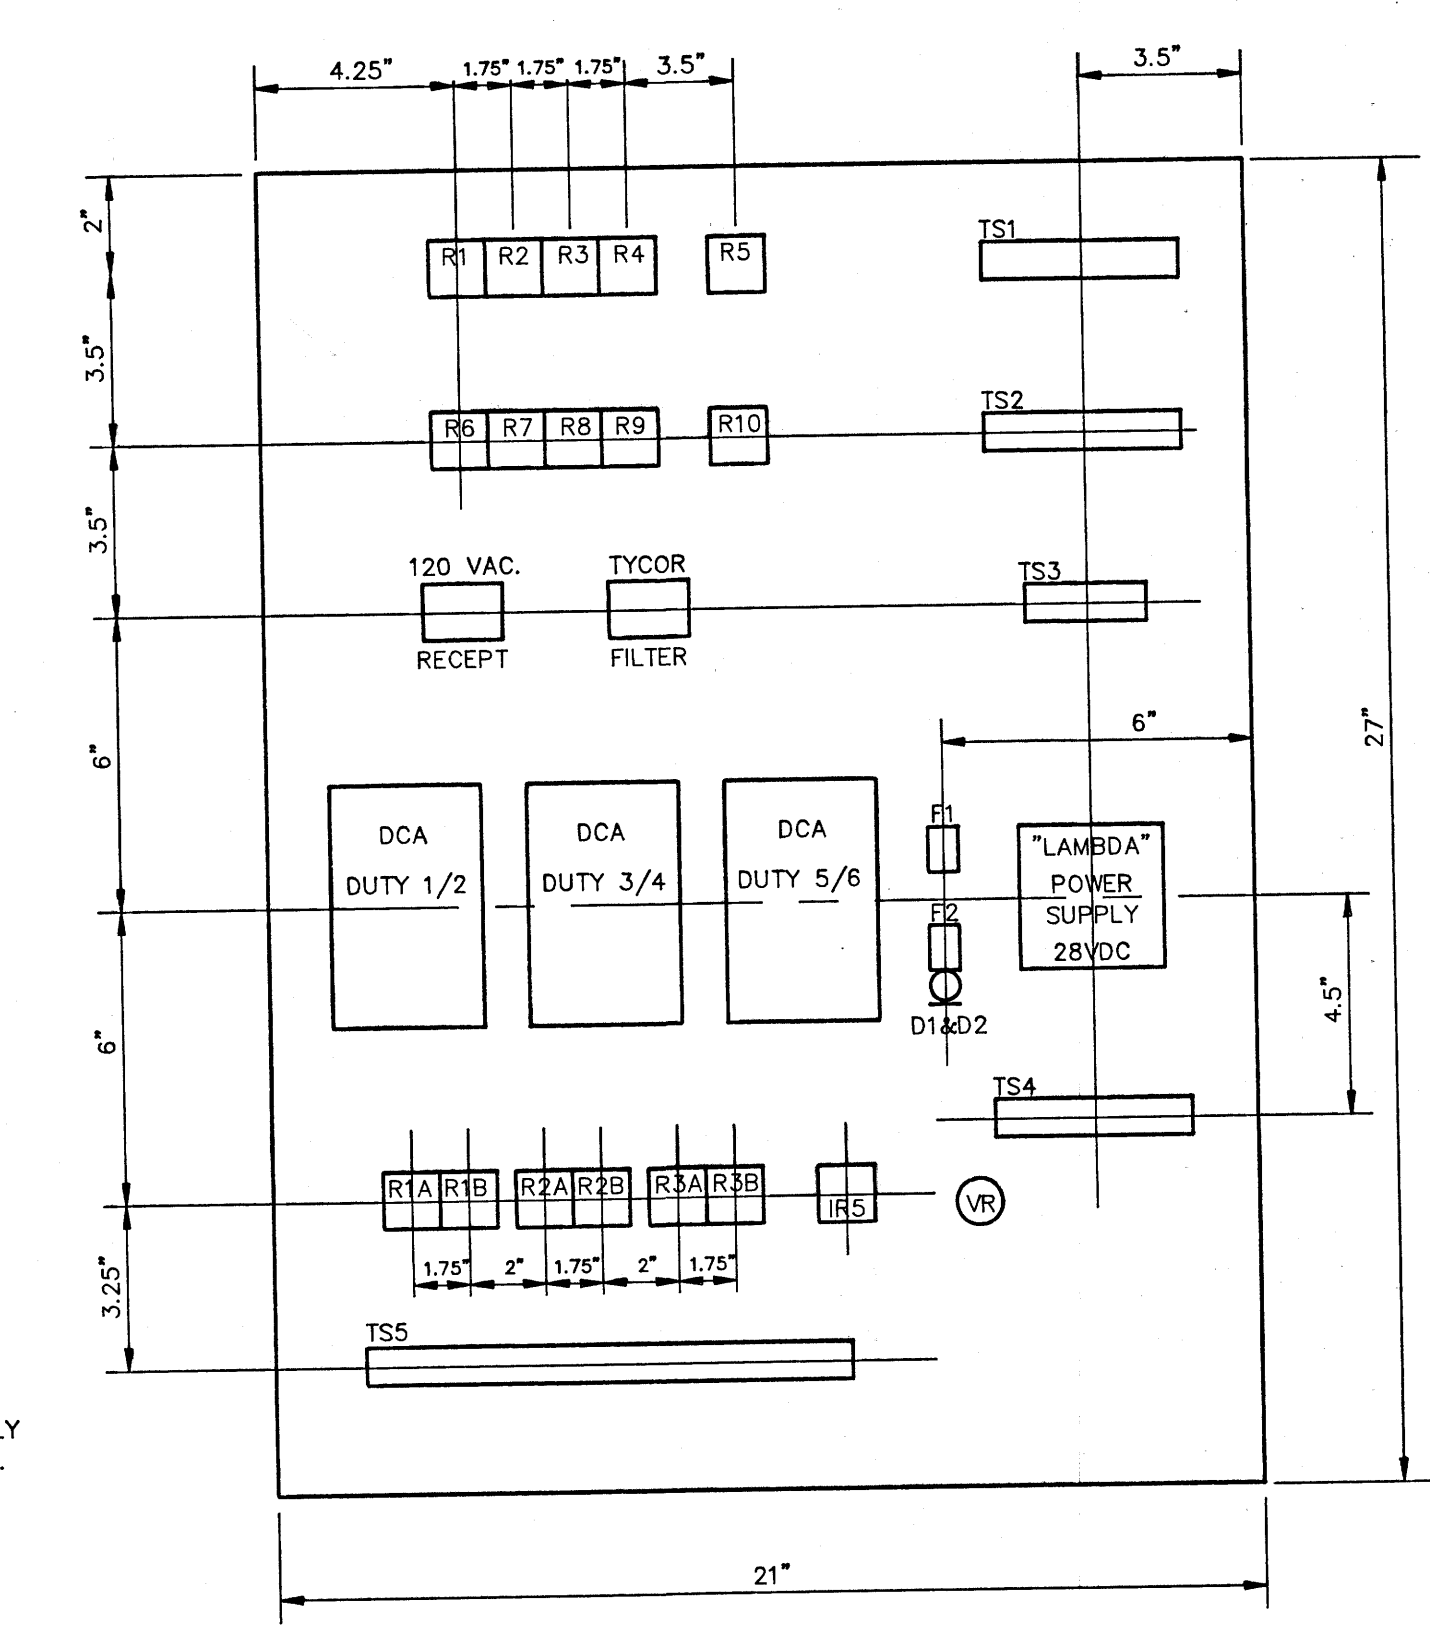 4.25" 1.75" 1.75" 1.75" 3.5" 3.5"
2"
R1 R2 R3 R4 R5 TS1
3.5"
R6 R7 R8 R9 R10 TS2
3.5"
120 VAC. TYCOR TS3
RECEPT FILTER
6" 6" 27"
DCA DCA DCA F1 "LAMBDA"
DUTY 1/2 DUTY 3/4 DUTY 5/6 POWER
F2 SUPPLY
28VDC
D1&D2
6" 4.5"
TS4
R1A R1B R2A R2B R3A R3B IR5 VR
1.75" 2" 1.75" 2" 1.75"
3.25"
TS5
LY
21"